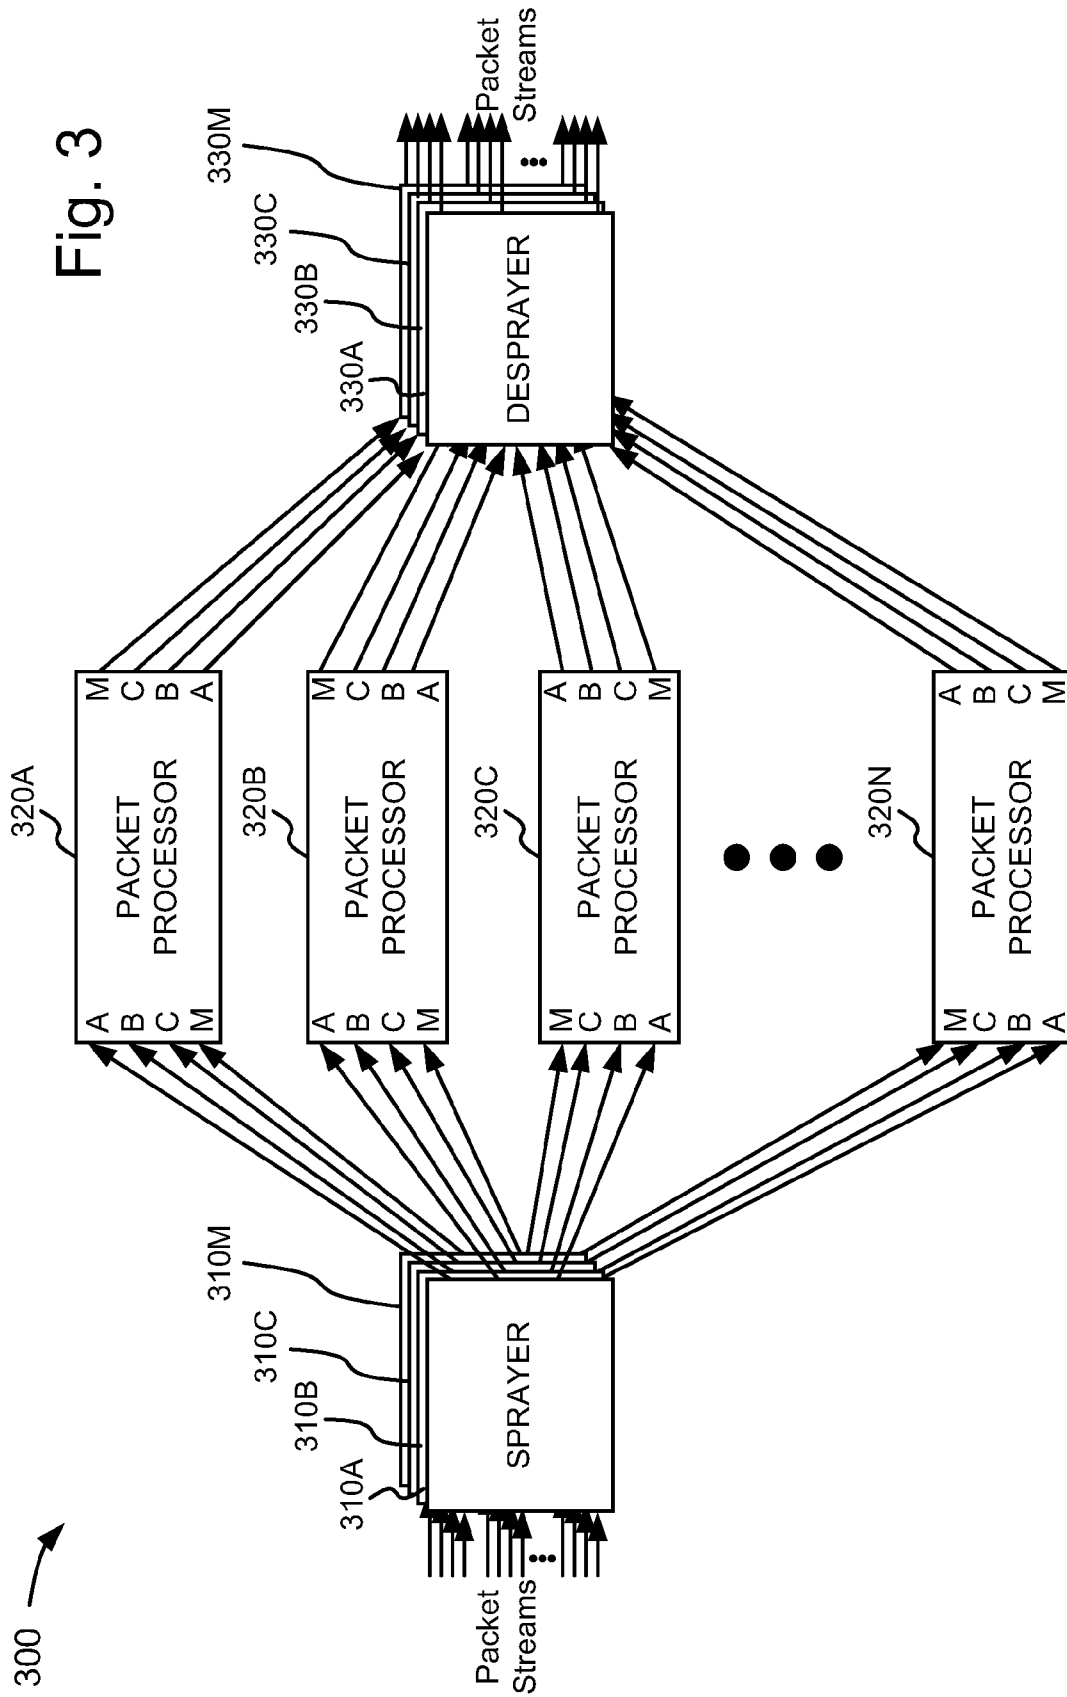 300
Fig. 3
Packet
Streams
310A
310B
310C
310M
SPRAYER
320A
A
B
C
M
PACKET
PROCESSOR
M
C
B
A
320B
A
B
C
M
PACKET
PROCESSOR
M
C
B
A
320C
M
C
B
A
PACKET
PROCESSOR
A
B
C
M
320N
M
C
B
A
PACKET
PROCESSOR
A
B
C
M
330A
330B
330C
330M
DESPRAYER
Packet
Streams